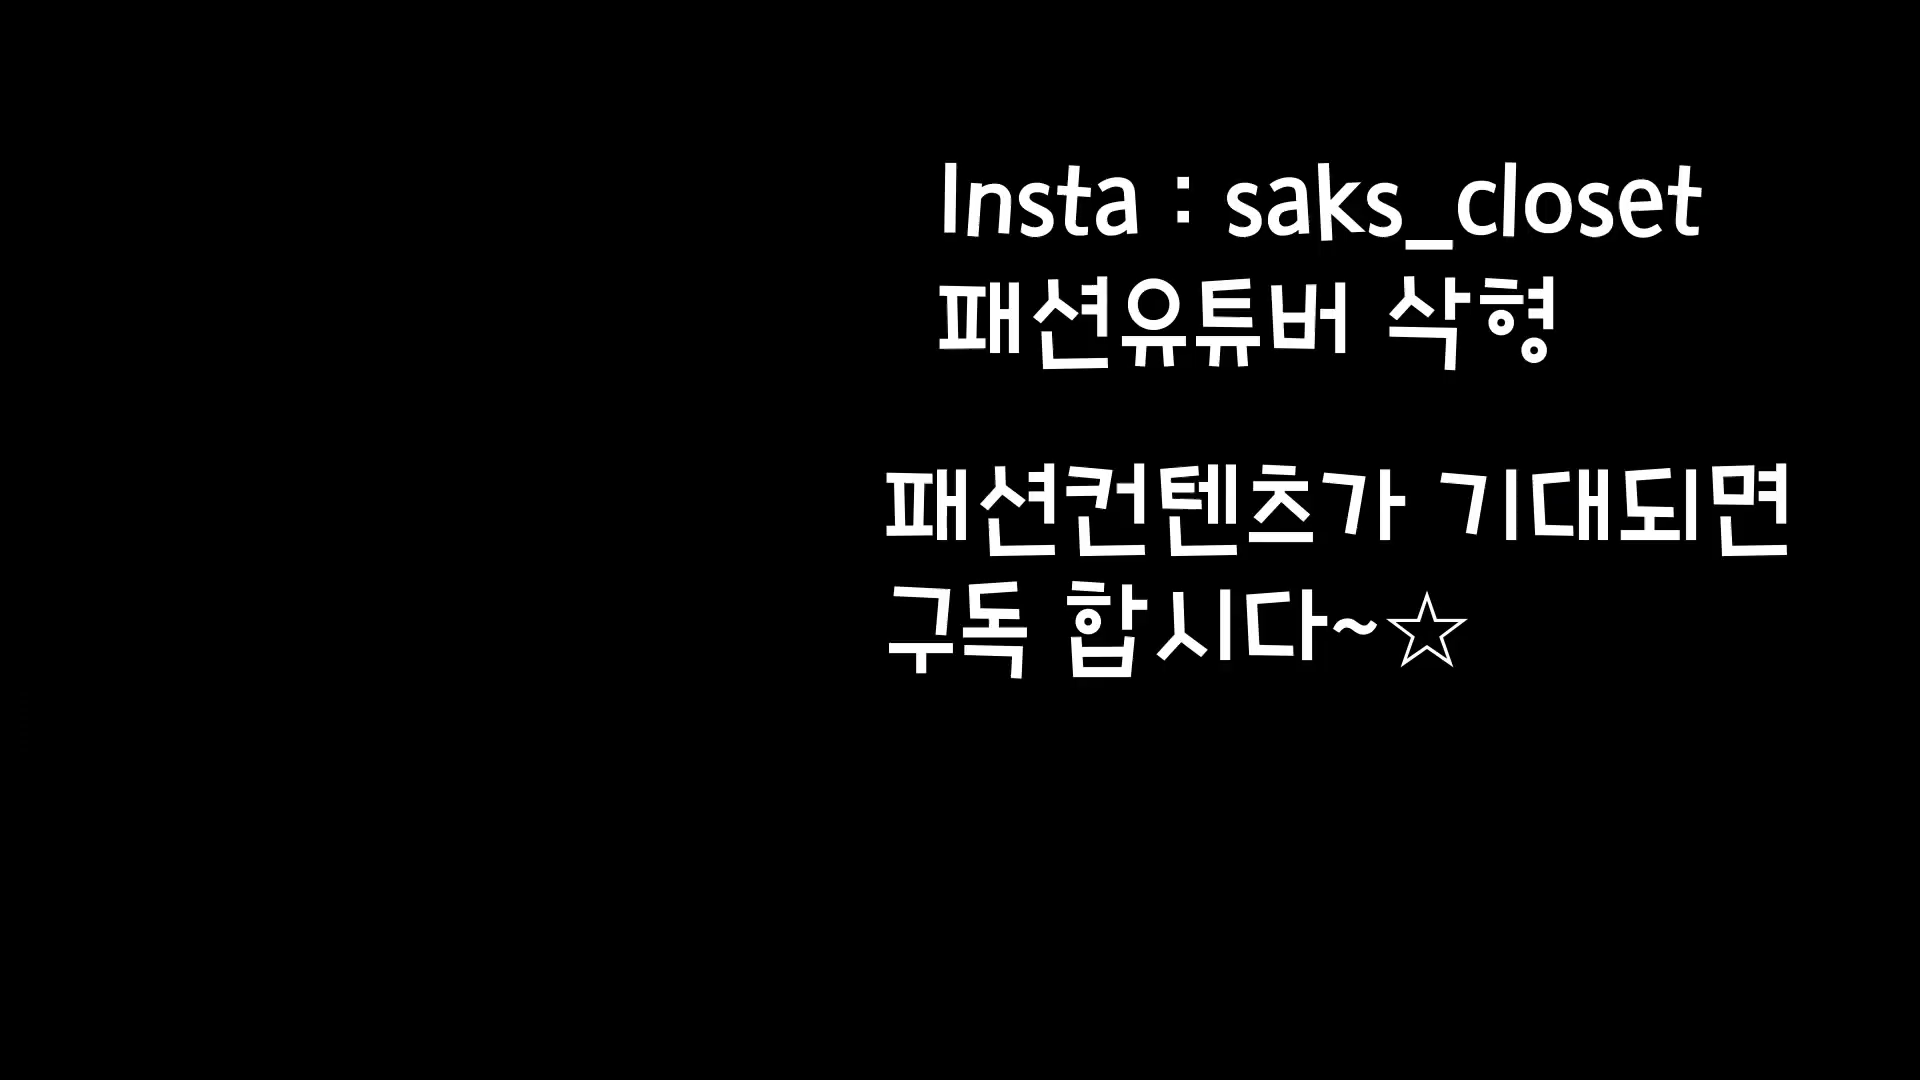 Insta : saks_closet
패션유튜버 삭형
패션컨텐츠가 기대되면
구독 합시다~☆